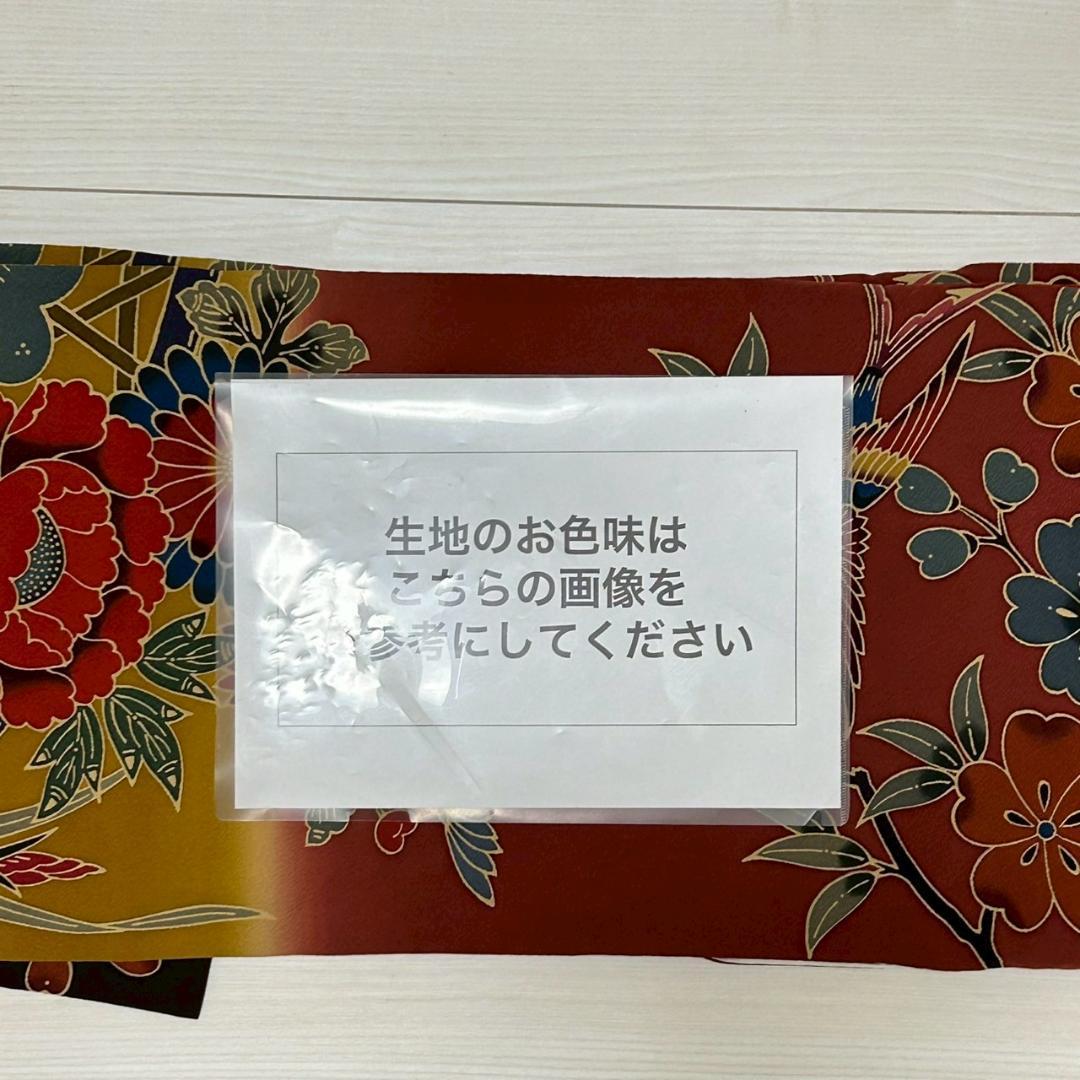 生地のお色味は
こちらの画像を
参考にしてください